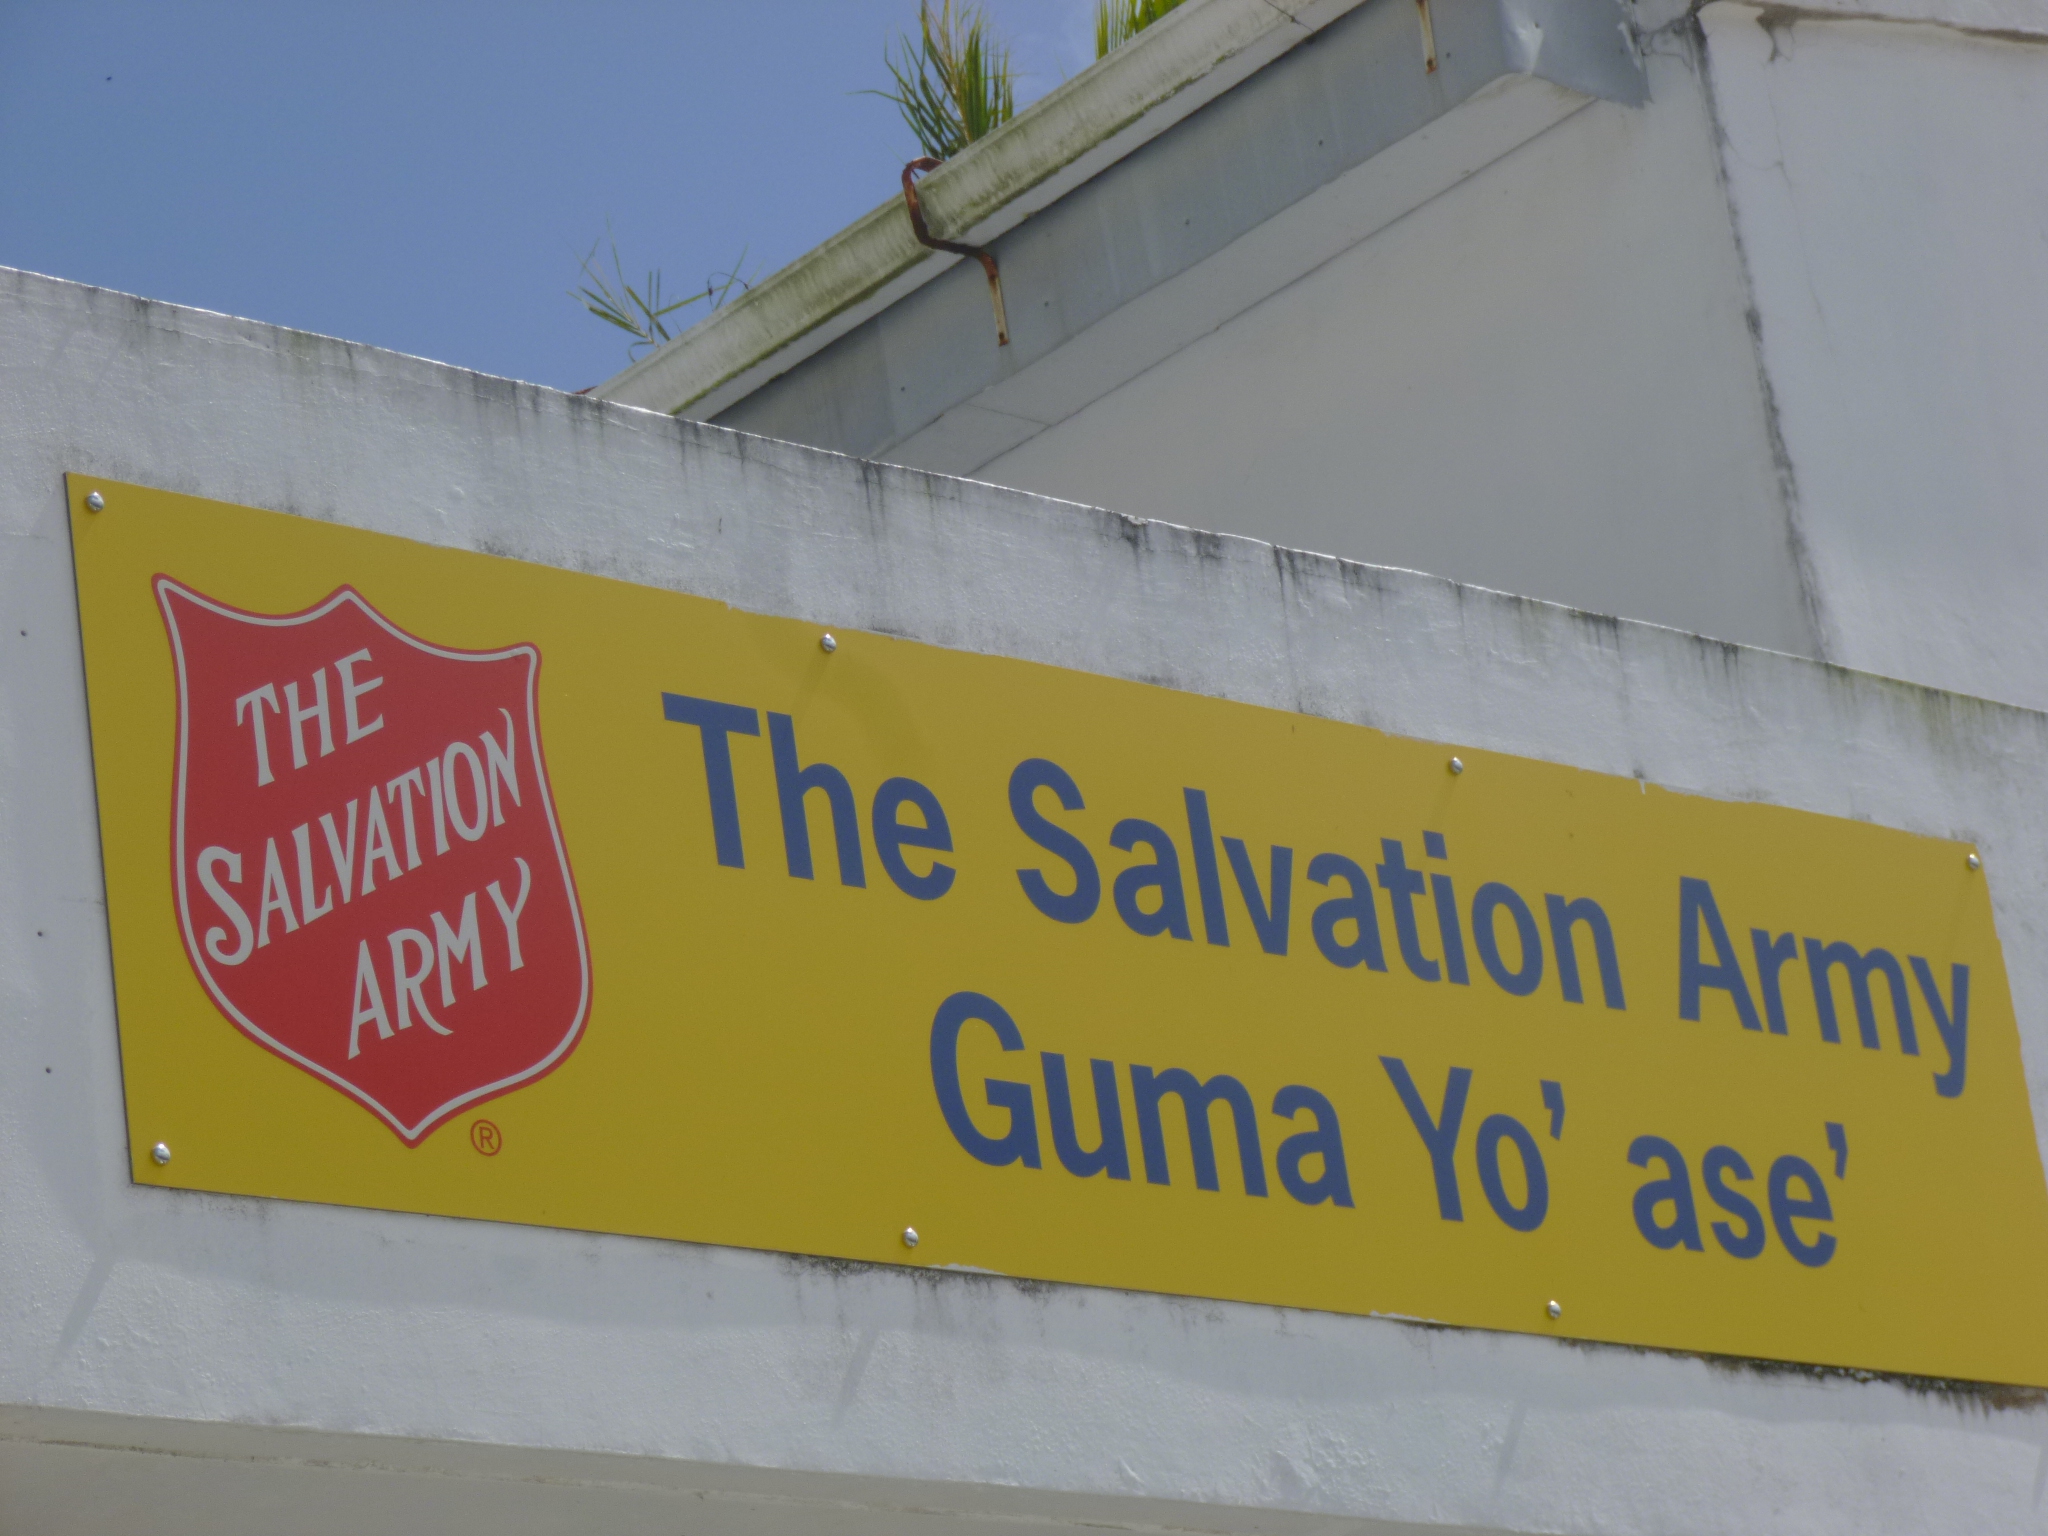 THE
SALVATION
ARMY
®
The Salvation Army
Guma Yo’ ase’